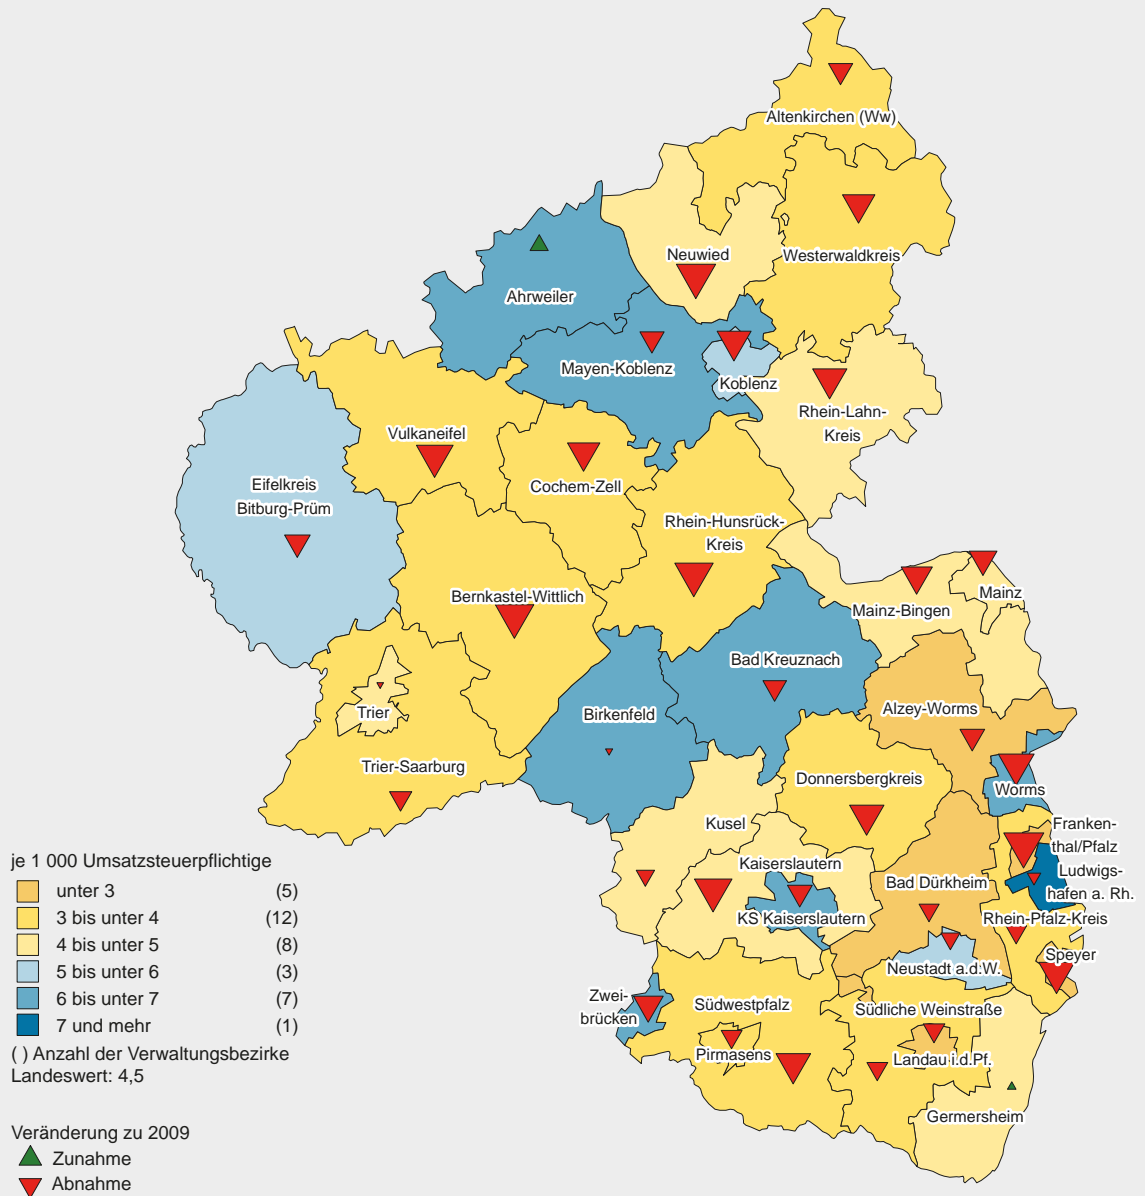 Altenkirchen (Ww)
Neuwied
Westerwaldkreis
Ahrweiler
Mayen-Koblenz
Koblenz
Rhein-Lahn-
Kreis
Vulkaneifel
Cochem-Zell
Eifelkreis
Bitburg-Prüm
Rhein-Hunsrück-
Kreis
Bernkastel-Wittlich
Mainz
Mainz-Bingen
Bad Kreuznach
Alzey-Worms
Trier
Birkenfeld
Trier-Saarburg
Donnersbergkreis
Worms
Kusel
Franken-
thal/Pfalz
Kaiserslautern
Ludwigs-
hafen a. Rh.
Bad Dürkheim
KS Kaiserslautern
Rhein-Pfalz-Kreis
Speyer
Neustadt a.d.W.
Zwei-
brücken
Südwestpfalz
Südliche Weinstraße
Pirmasens
Landau i.d.Pf.
Germersheim
je 1 000 Umsatzsteuerpflichtige
unter 3 (5)
3 bis unter 4 (12)
4 bis unter 5 (8)
5 bis unter 6 (3)
6 bis unter 7 (7)
7 und mehr (1)
( ) Anzahl der Verwaltungsbezirke
Landeswert: 4,5
Veränderung zu 2009
Zunahme
Abnahme